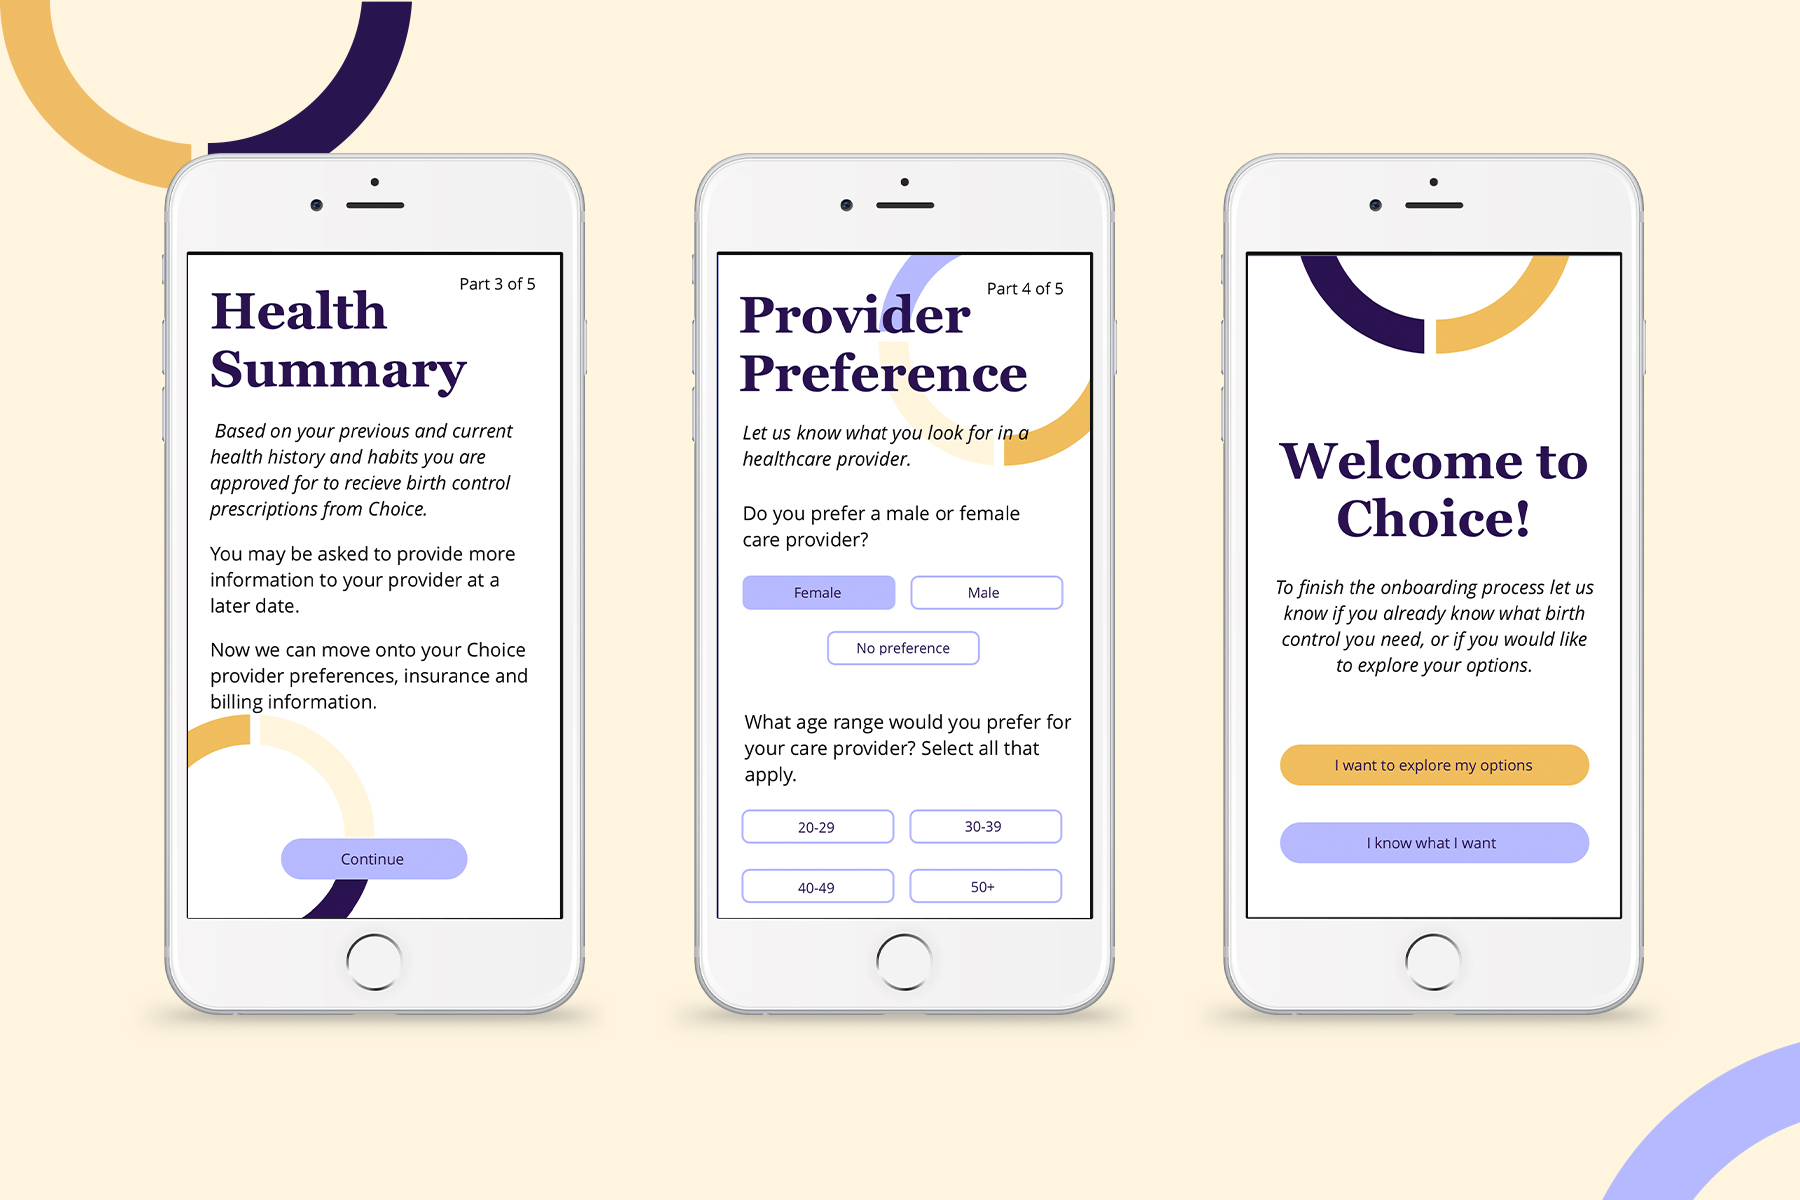 Part 3 of 5
Health
Summary
Based on your previous and current
health history and habits you are
approved for to recieve birth control
prescriptions from Choice.
You may be asked to provide more
information to your provider at a
later date.
Now we can move onto your Choice
provider preferences, insurance and
billing information.
Continue
Part 4 of 5
Provider
Preference
Let us know what you look for in a
healthcare provider.
Do you prefer a male or female
care provider?
Female
Male
No preference
What age range would you prefer for
your care provider? Select all that
apply.
20-29
30-39
40-49
50+
Welcome to
Choice!
To finish the onboarding process let us
know if you already know what birth
control you need, or if you would like
to explore your options.
I want to explore my options
I know what I want